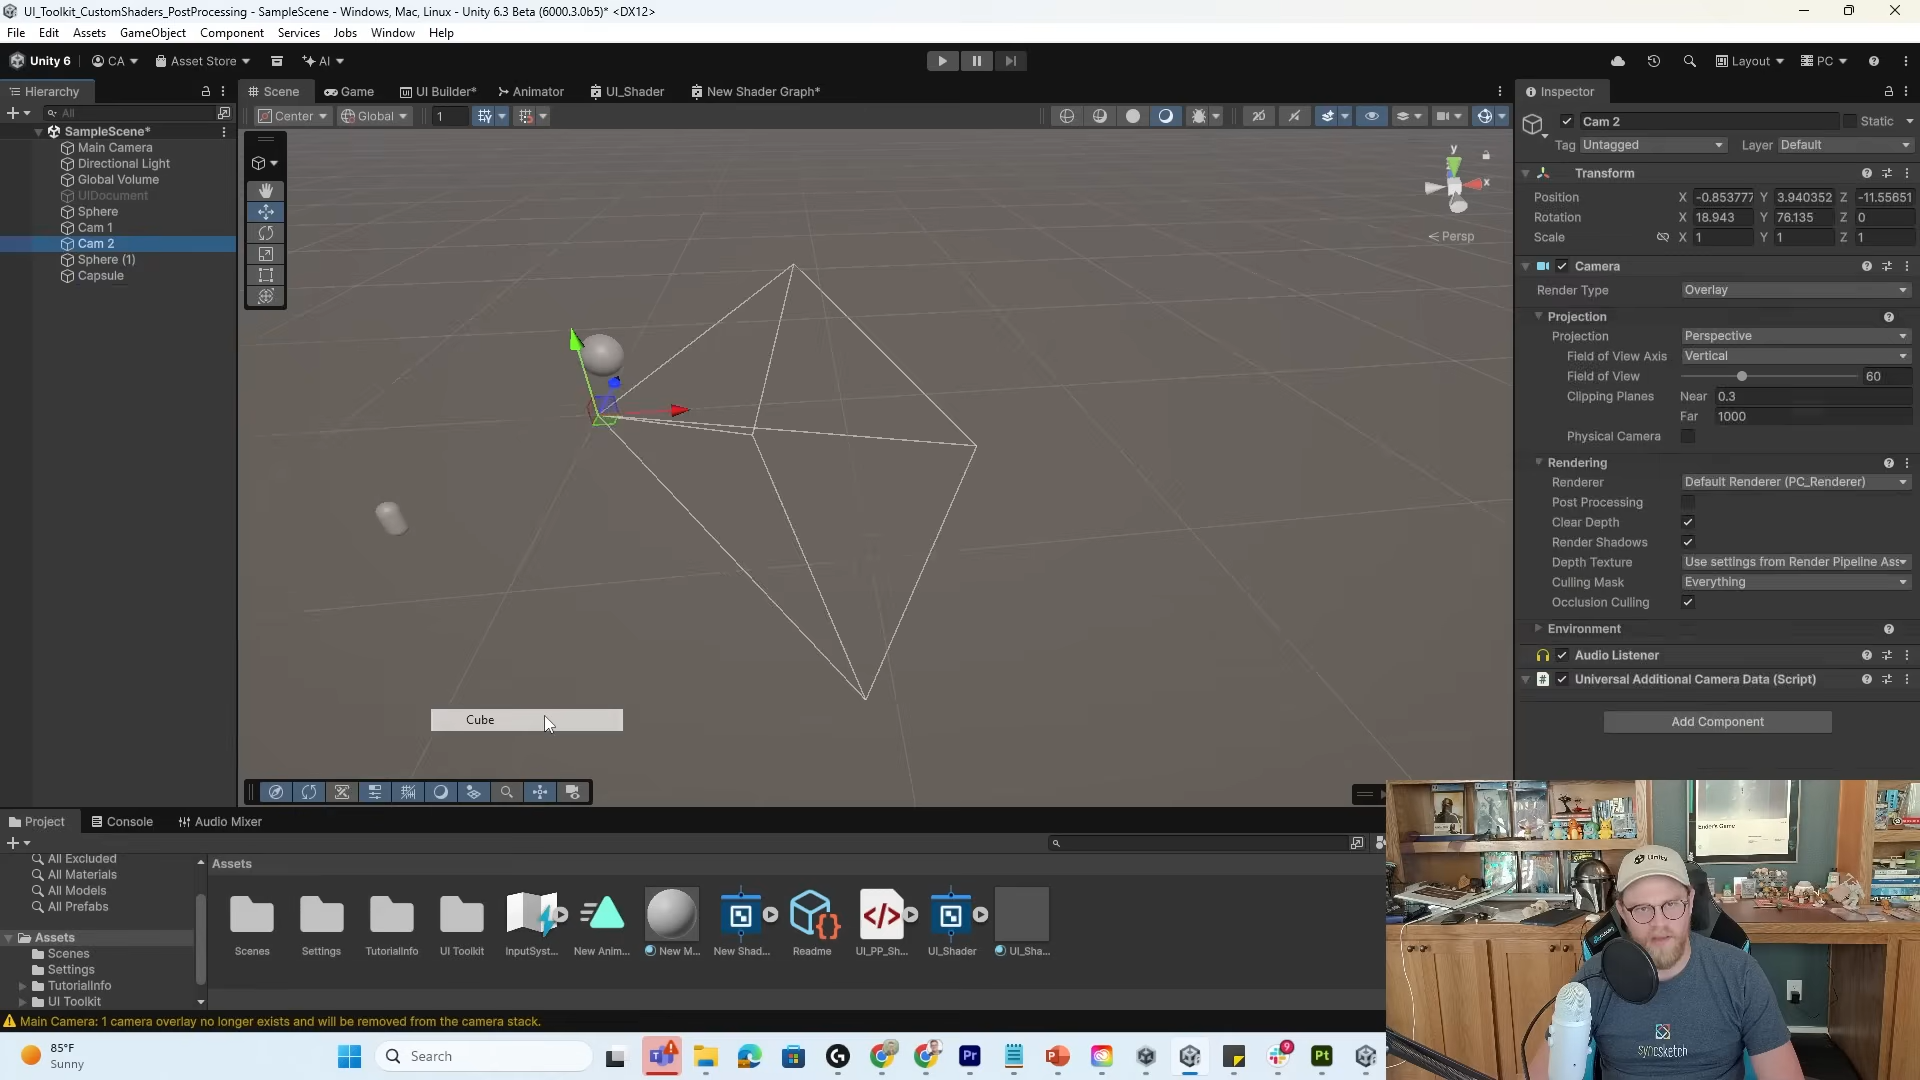 UI_Toolkit_CustomShaders_PostProcessing - SampleScene - Windows, Mac, Linux - Unity 6.3 Beta (6000.3.0b5)* <DX12>
File Edit Assets GameObject Component Services Jobs Window Help
Unity 6 CA Asset Store AI Layout PC
Hierarchy
All
SampleScene*
Main Camera
Directional Light
Global Volume
UIDocument
Sphere
Cam 1
Cam 2
Sphere (1)
Capsule
Scene Game UI Builder* Animator UI_Shader New Shader Graph*
Center Global 1 2D
y
x
Persp
Cube
Inspector
Cam 2 Static
Tag Untagged Layer Default
Transform
Position X -0.853777 Y 3.940352 Z -11.55651
Rotation X 18.943 Y 76.135 Z 0
Scale X 1 Y 1 Z 1
Camera
Render Type Overlay
Projection
Projection Perspective
Field of View Axis Vertical
Field of View 60
Clipping Planes Near 0.3
Far 1000
Physical Camera
Rendering
Renderer Default Renderer (PC_Renderer)
Post Processing
Clear Depth
Render Shadows
Depth Texture Use settings from Render Pipeline Ass
Culling Mask Everything
Occlusion Culling
Environment
Audio Listener
Universal Additional Camera Data (Script)
Add Component
Project Console Audio Mixer
All Excluded
All Materials
All Models
All Prefabs
Assets
Scenes
Settings
TutorialInfo
UI Toolkit
Assets
Scenes Settings TutorialInfo UI Toolkit InputSyst... New Anim... New M... New Shad... Readme UI_PP_Sh... UI_Shader UI_Sha...
Main Camera: 1 camera overlay no longer exists and will be removed from the camera stack.
85°F
Sunny
Search
Pr
9
Pt
Ender's Game
Unity
syncsketch